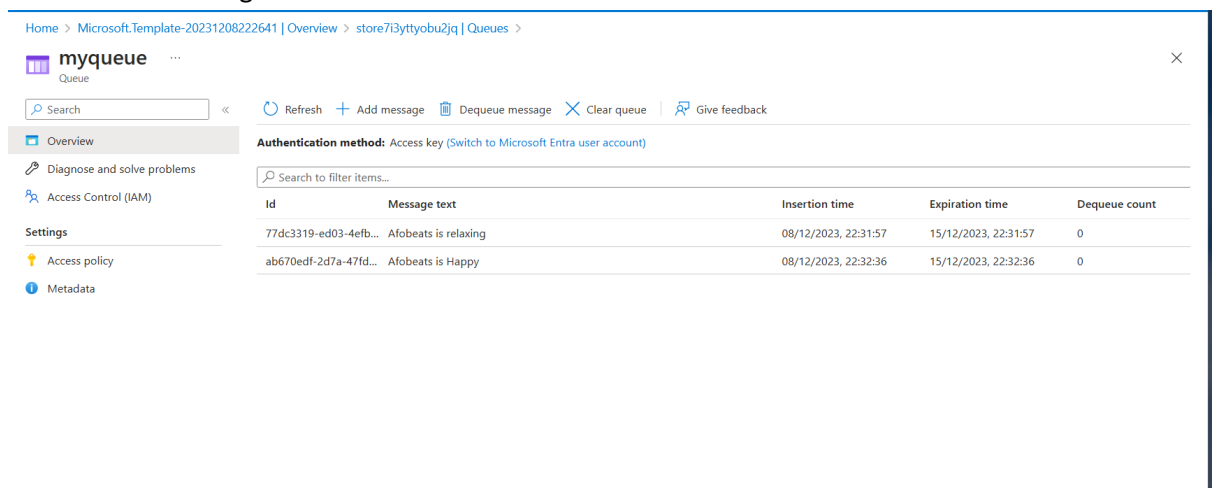 Home > Microsoft.Template-20231208222641 | Overview > store7i3yttyobu2jq | Queues >
myqueue ...
Queue
Search «
Refresh Add message Dequeue message Clear queue Give feedback
Overview
Authentication method: Access key (Switch to Microsoft Entra user account)
Diagnose and solve problems
Search to filter items...
Access Control (IAM)
Id Message text Insertion time Expiration time Dequeue count
Settings
77dc3319-ed03-4efb... Afobeats is relaxing 08/12/2023, 22:31:57 15/12/2023, 22:31:57 0
Access policy
ab670edf-2d7a-47fd... Afobeats is Happy 08/12/2023, 22:32:36 15/12/2023, 22:32:36 0
Metadata